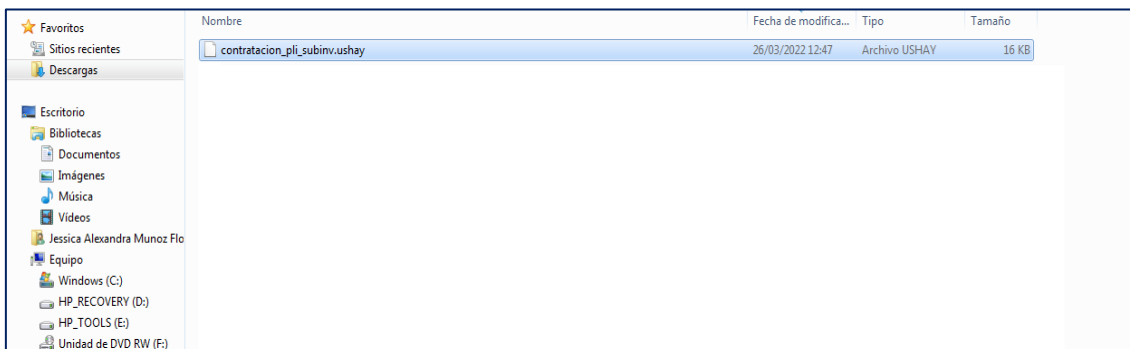 Favoritos
Sitios recientes
Descargas
Escritorio
Bibliotecas
Documentos
Imágenes
Música
Vídeos
Jessica Alexandra Munoz Flo
Equipo
Windows (C:)
HP_RECOVERY (D:)
HP_TOOLS (E:)
Unidad de DVD RW (F:)
Nombre Fecha de modifica... Tipo Tamaño
contratacion_pli_subinv.ushay 26/03/2022 12:47 Archivo USHAY 16 KB